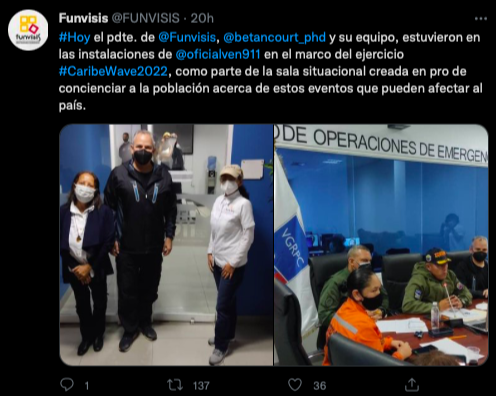 Funvisis @FUNVISIS · 20h
#Hoy el pdte. de @Funvisis, @betancourt_phd y su equipo, estuvieron en
las instalaciones de @oficialven911 en el marco del ejercicio
#CaribeWave2022, como parte de la sala situacional creada en pro de
concienciar a la población acerca de estos eventos que pueden afectar al
país.
funvisis
DE OPERACIONES DE EMERGEN
VGRPC
1 137 36